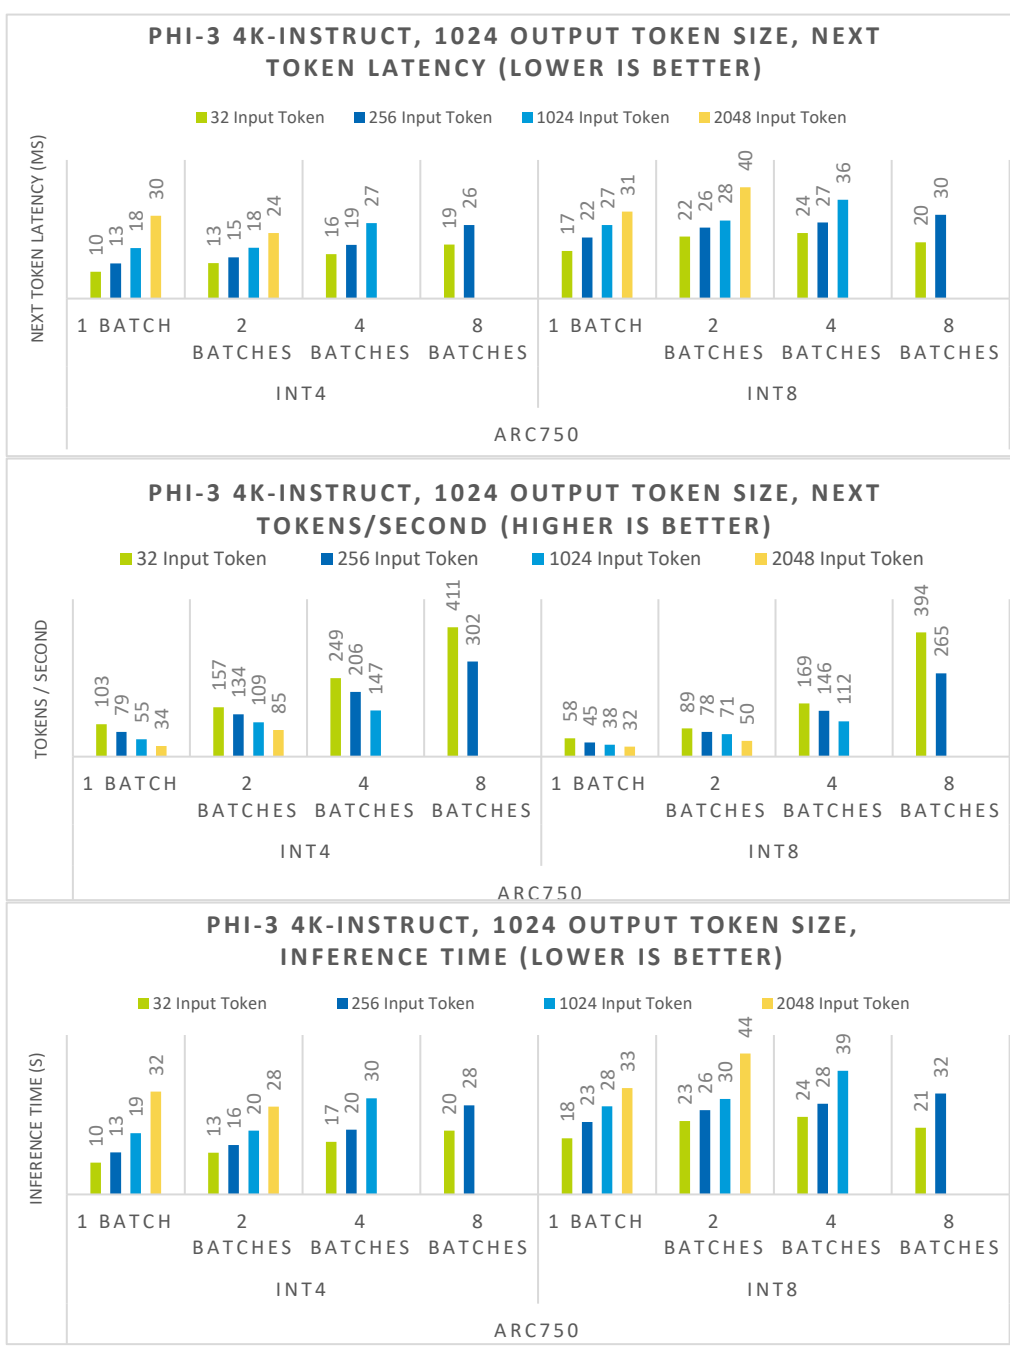 PHI-3 4K-INSTRUCT, 1024 OUTPUT TOKEN SIZE, NEXT
TOKEN LATENCY (LOWER IS BETTER)
32 Input Token 256 Input Token 1024 Input Token 2048 Input Token
NEXT TOKEN LATENCY (MS)
10 13 18 30 13 15 18 24 16 19 27 19 26 17 22 27 31 22 26 28 40 24 27 36 20 30
1 BATCH 2 4 8 1 BATCH 2 4 8
BATCHES BATCHES BATCHES BATCHES BATCHES BATCHES
INT4 INT8
ARC750
PHI-3 4K-INSTRUCT, 1024 OUTPUT TOKEN SIZE, NEXT
TOKENS/SECOND (HIGHER IS BETTER)
32 Input Token 256 Input Token 1024 Input Token 2048 Input Token
TOKENS / SECOND
103 79 55 34 157 134 109 85 249 206 147 411 302 58 45 38 32 89 78 71 50 169 146 112 394 265
1 BATCH 2 4 8 1 BATCH 2 4 8
BATCHES BATCHES BATCHES BATCHES BATCHES BATCHES
INT4 INT8
ARC750
PHI-3 4K-INSTRUCT, 1024 OUTPUT TOKEN SIZE,
INFERENCE TIME (LOWER IS BETTER)
32 Input Token 256 Input Token 1024 Input Token 2048 Input Token
INFERENCE TIME (S)
10 13 19 32 13 16 20 28 17 20 30 20 28 18 23 28 33 23 26 30 44 24 28 39 21 32
1 BATCH 2 4 8 1 BATCH 2 4 8
BATCHES BATCHES BATCHES BATCHES BATCHES BATCHES
INT4 INT8
ARC750